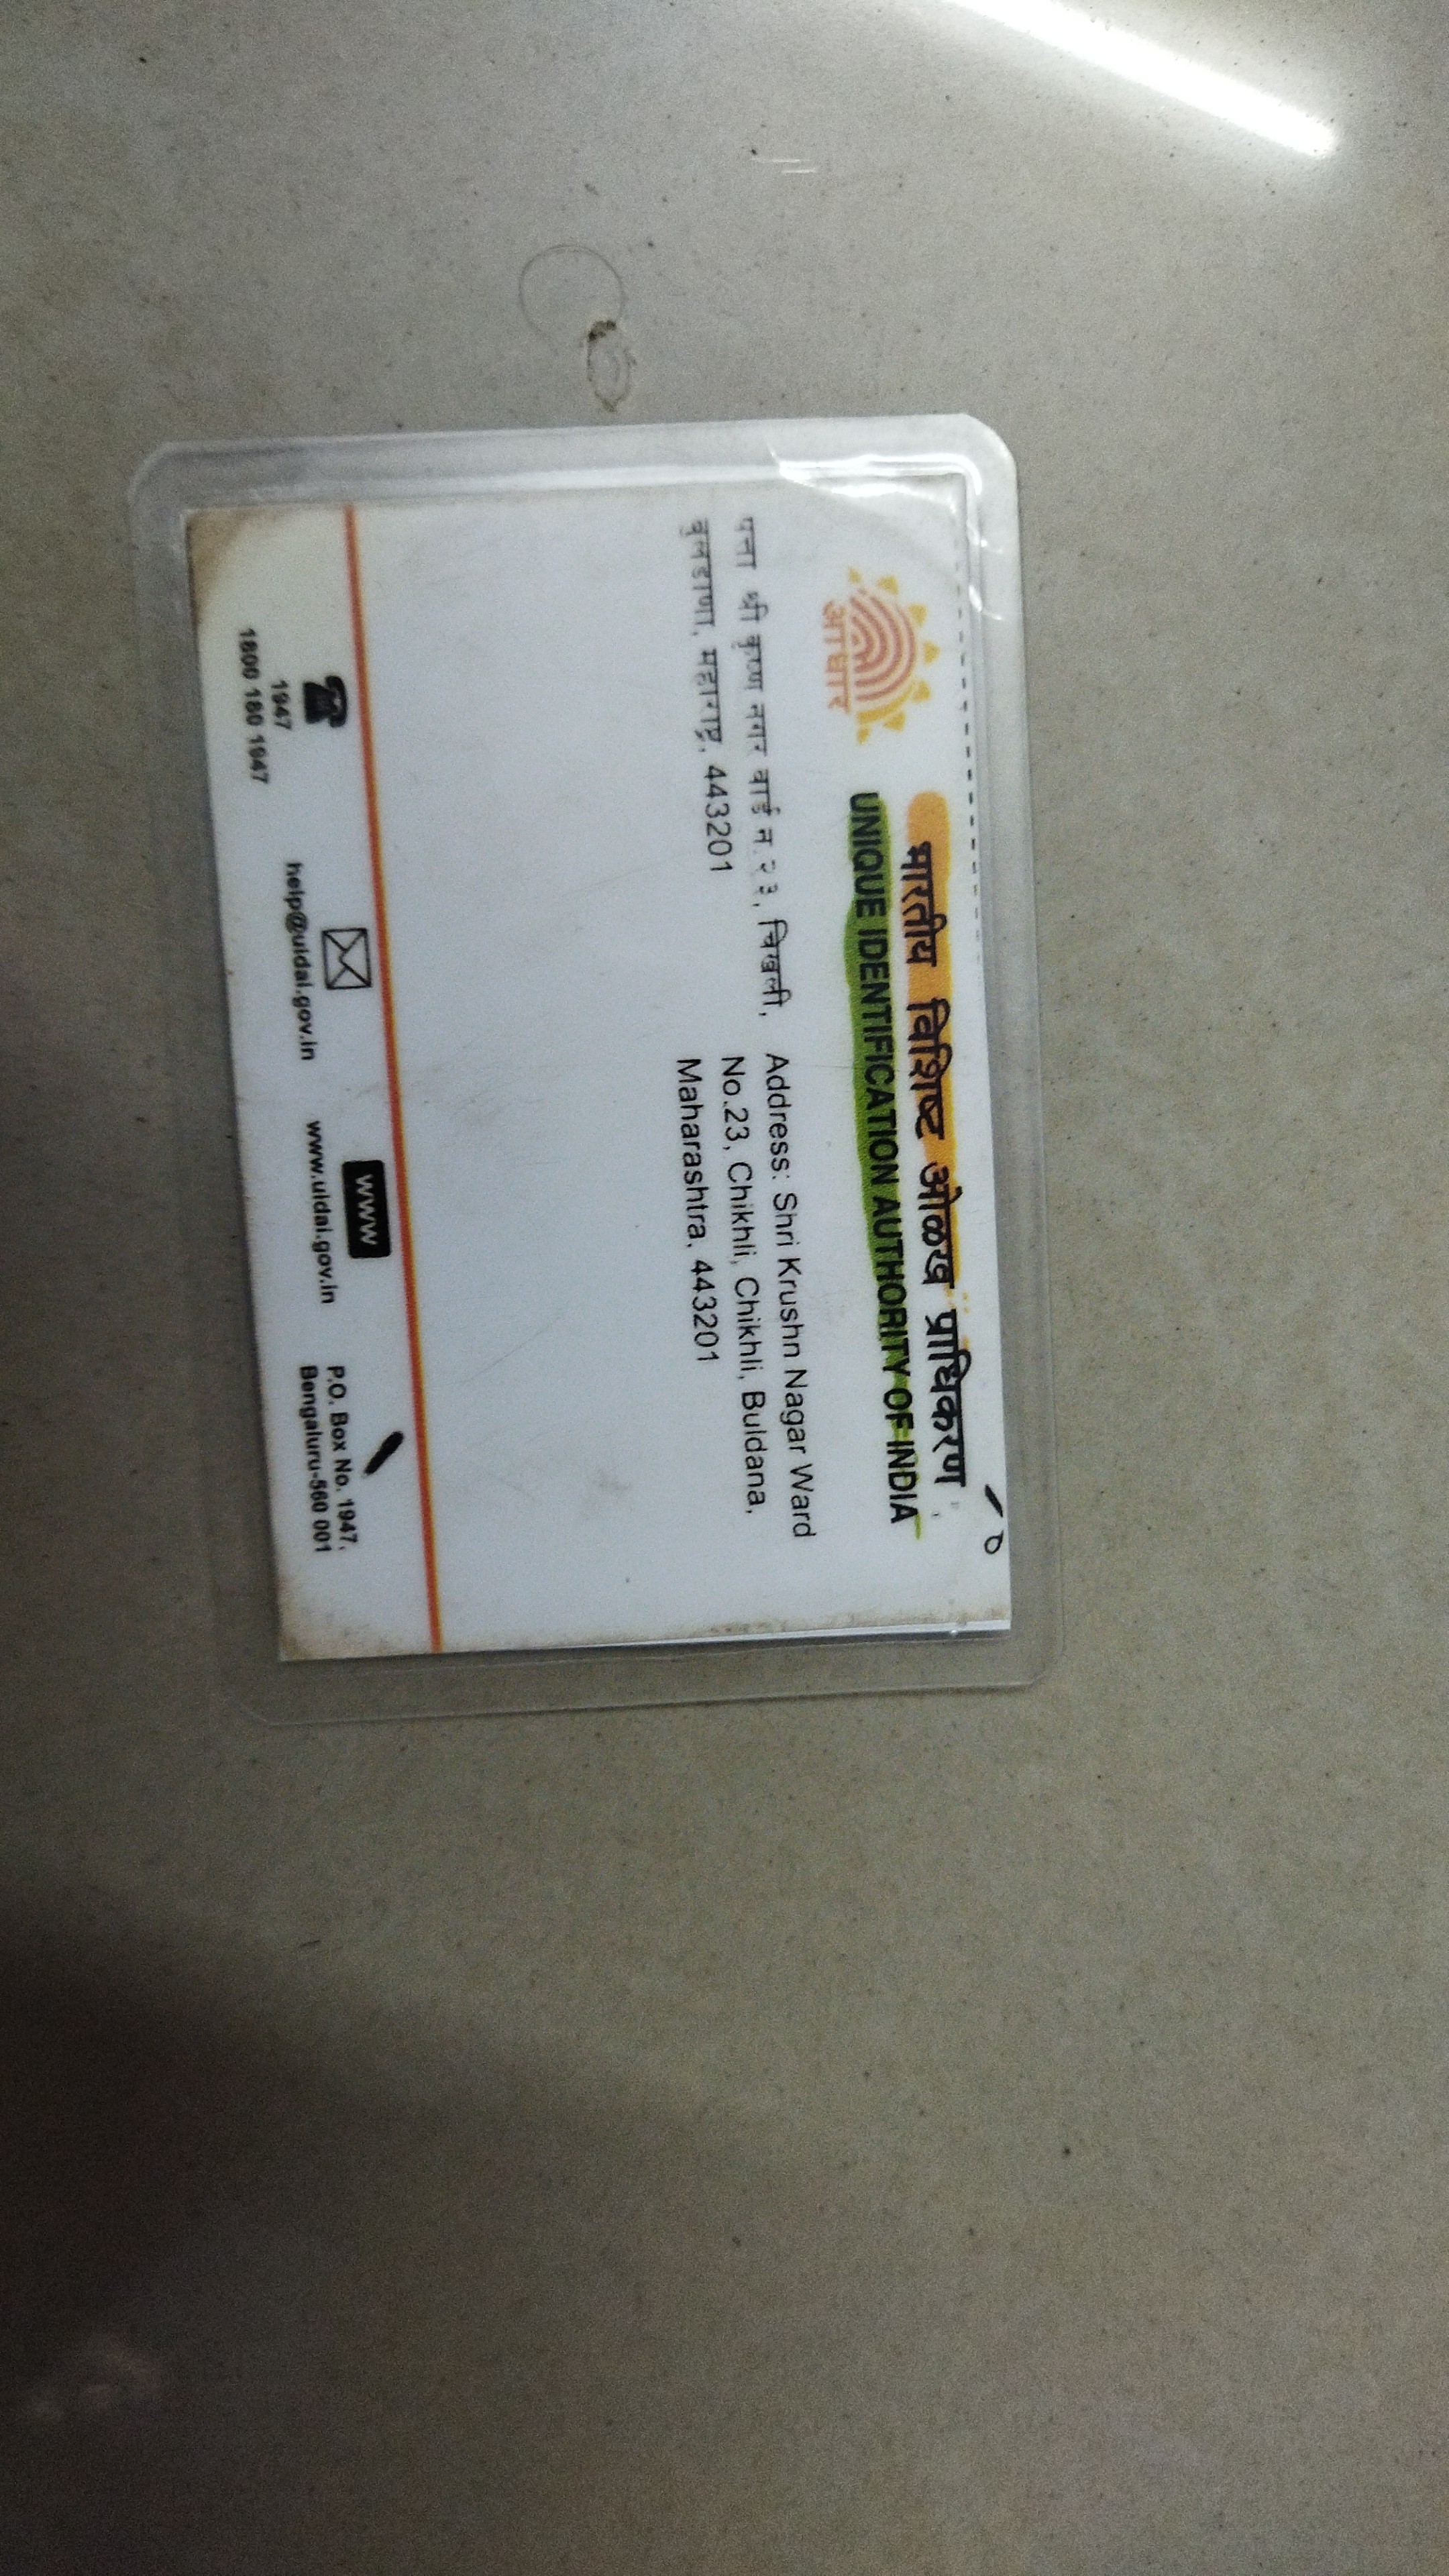 भारतीय विशिष्ट ओळख प्राधिकरण
UNIQUE IDENTIFICATION AUTHORITY OF INDIA
आधार
पत्ता श्री कृष्ण नगर वार्ड न.२३, चिखली,
बुलडाणा, महाराष्ट्र, 443201
Address: Shri Krushn Nagar Ward
No.23, Chikhli, Chikhli, Buldana,
Maharashtra, 443201
1947
1800 180 1947
help@uidai.gov.in
www
www.uidai.gov.in
P.O. Box No. 1947,
Bengaluru-560 001